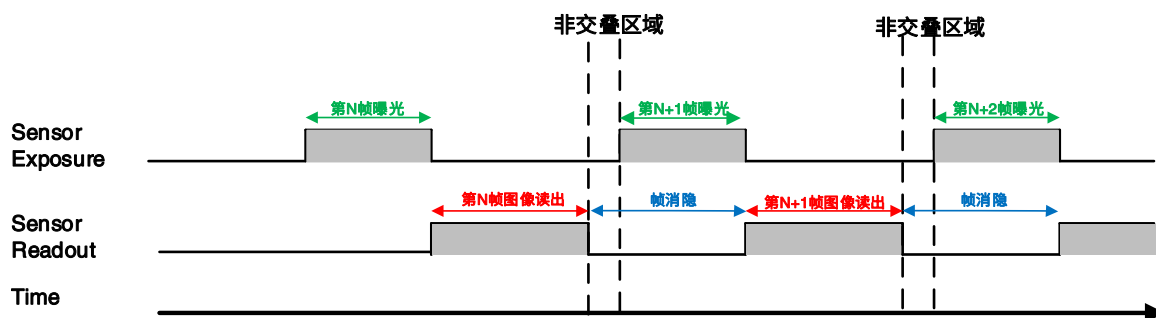 非交叠区域
非交叠区域
第N帧曝光
第N+1帧曝光
第N+2帧曝光
Sensor
Exposure
第N帧图像读出
帧消隐
第N+1帧图像读出
帧消隐
Sensor
Readout
Time